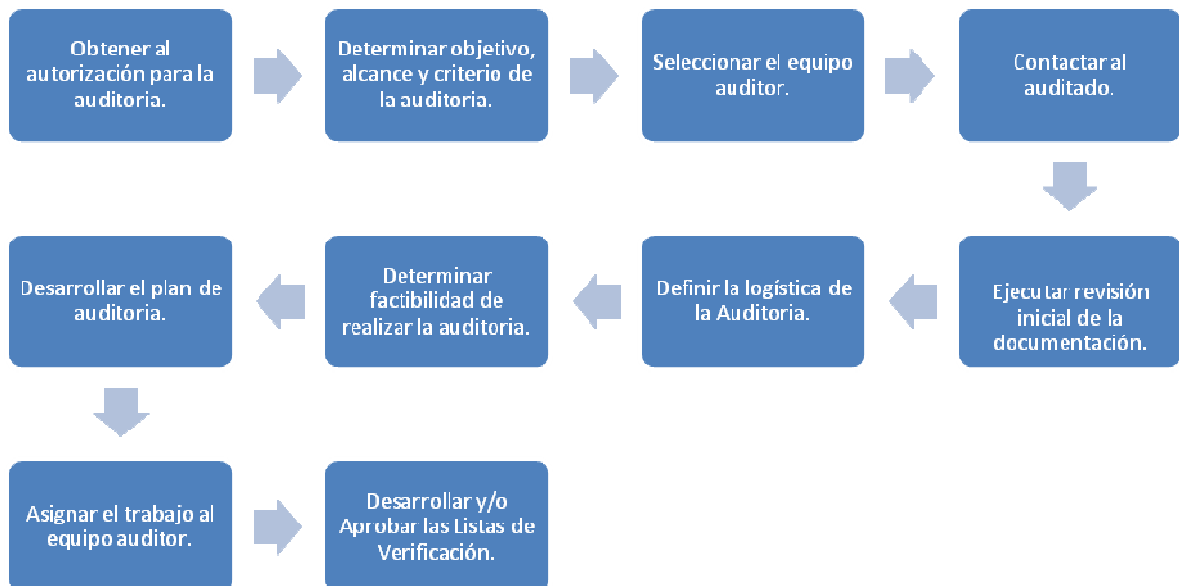 Obtener al
autorización para la
auditoria.
Determinar objetivo,
alcance y criterio de
la auditoria.
Seleccionar el equipo
auditor.
Contactar al
auditado.
Ejecutar revisión
inicial de la
documentación.
Definir la logística de
la Auditoria.
Determinar
factibilidad de
realizar la auditoria.
Desarrollar el plan de
auditoria.
Asignar el trabajo al
equipo auditor.
Desarrollar y/o
Aprobar las Listas de
Verificación.